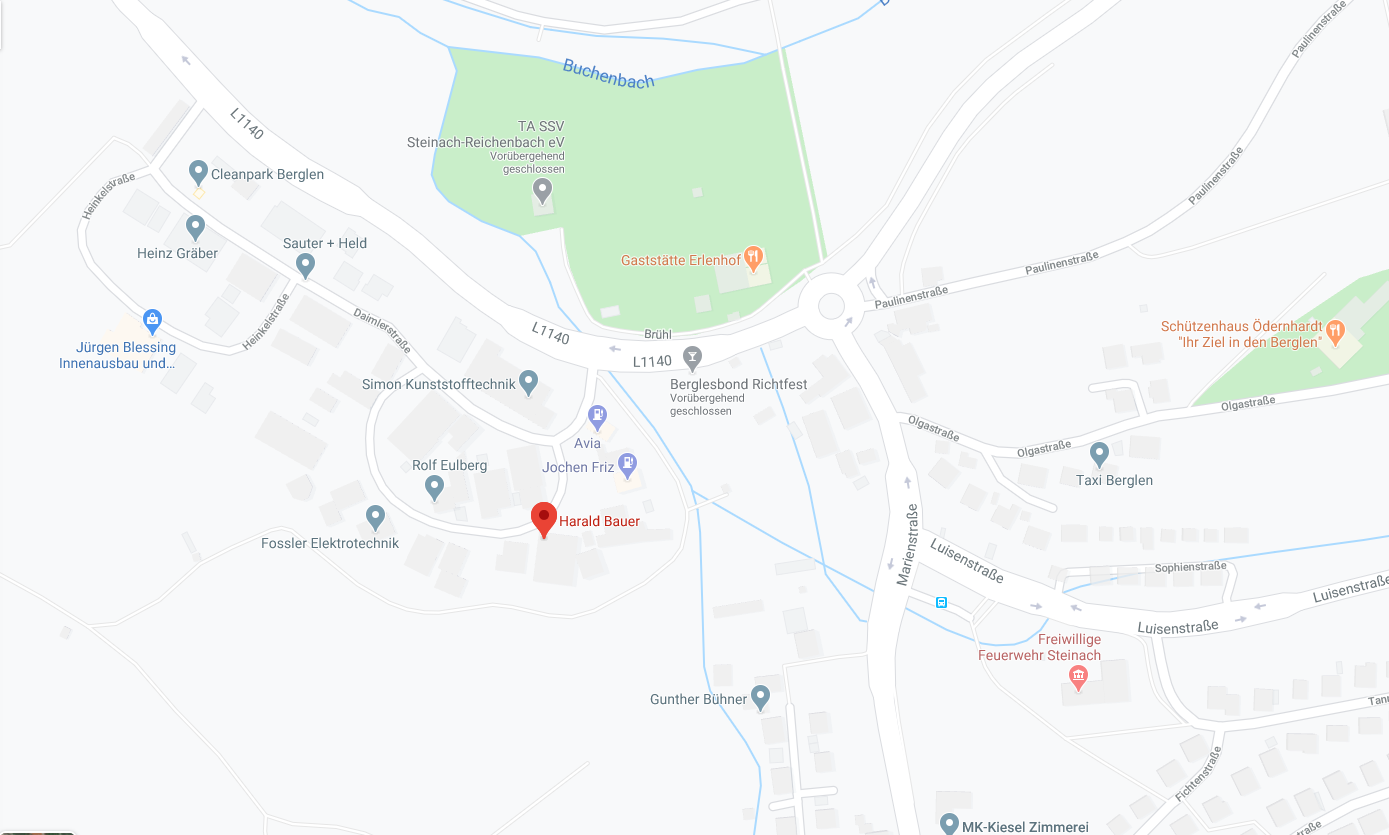 Paulinenstraße
Buchenbach
L1140
TA SSV
Steinach-Reichenbach eV
Vorübergehend
geschlossen
Cleanpark Berglen
Heinkelstraße
Paulinenstraße
Heinz Gräber
Sauter + Held
Gaststätte Erlenhof
Paulinenstraße
Paulinenstraße
Heinkelstraße
Daimlerstraße
L1140
Brühl
L1140
Jürgen Blessing
Innenausbau und...
Schützenhaus Ödernhardt
"Ihr Ziel in den Berglen"
Simon Kunststofftechnik
Berglesbond Richtfest
Vorübergehend
geschlossen
Olgastraße
Olgastraße
Olgastraße
Avia
Jochen Friz
Rolf Eulberg
Taxi Berglen
Harald Bauer
Fossler Elektrotechnik
Marienstraße
Luisenstraße
Sophienstraße
Luisenstraße
Luisenstraße
Freiwillige
Feuerwehr Steinach
Gunther Bühner
Tann
Fichtenstraße
MK-Kiesel Zimmerei